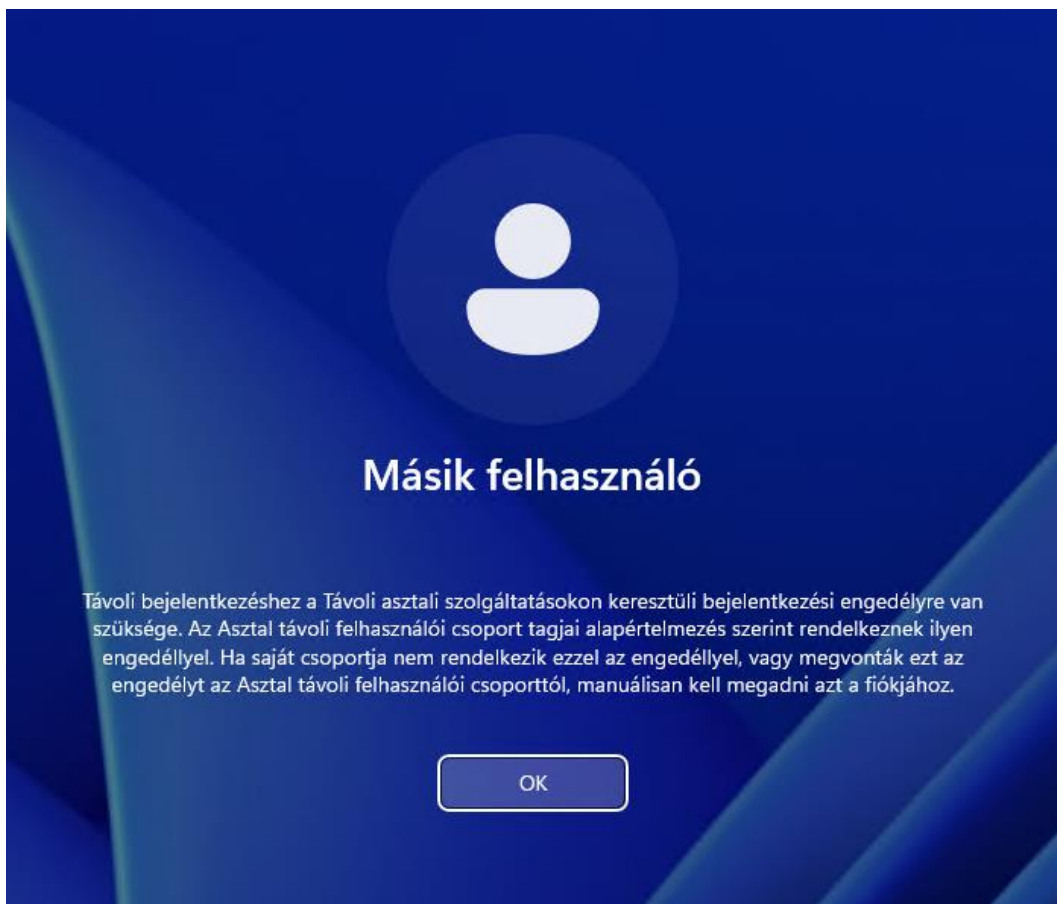 Másik felhasználó
Távoli bejelentkezéshez a Távoli asztali szolgáltatásokon keresztüli bejelentkezési engedélyre van
szüksége. Az Asztal távoli felhasználói csoport tagjai alapértelmezés szerint rendelkeznek ilyen
engedéllyel. Ha saját csoportja nem rendelkezik ezzel az engedéllyel, vagy megvonták ezt az
engedélyt az Asztal távoli felhasználói csoporttól, manuálisan kell megadni azt a fiókjához.
OK